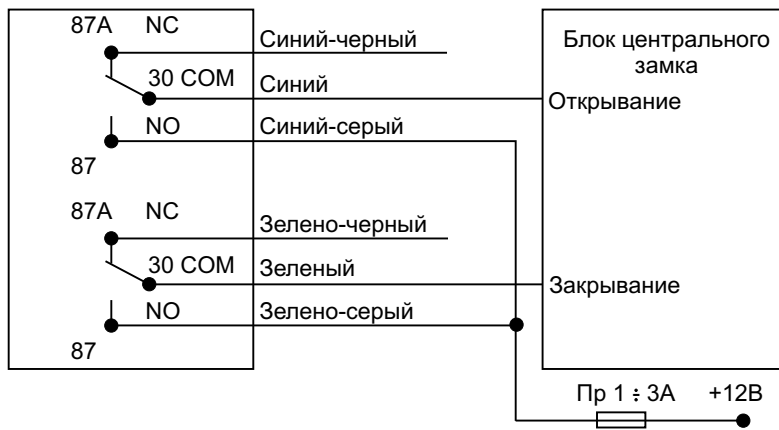 87A NC
Синий-черный
30 COM
Синий
NO
Синий-серый
87
87A NC
Зелено-черный
30 COM
Зеленый
NO
Зелено-серый
87
Блок центрального
замка
Открывание
Закрывание
Пр 1 ÷ 3А
+12В